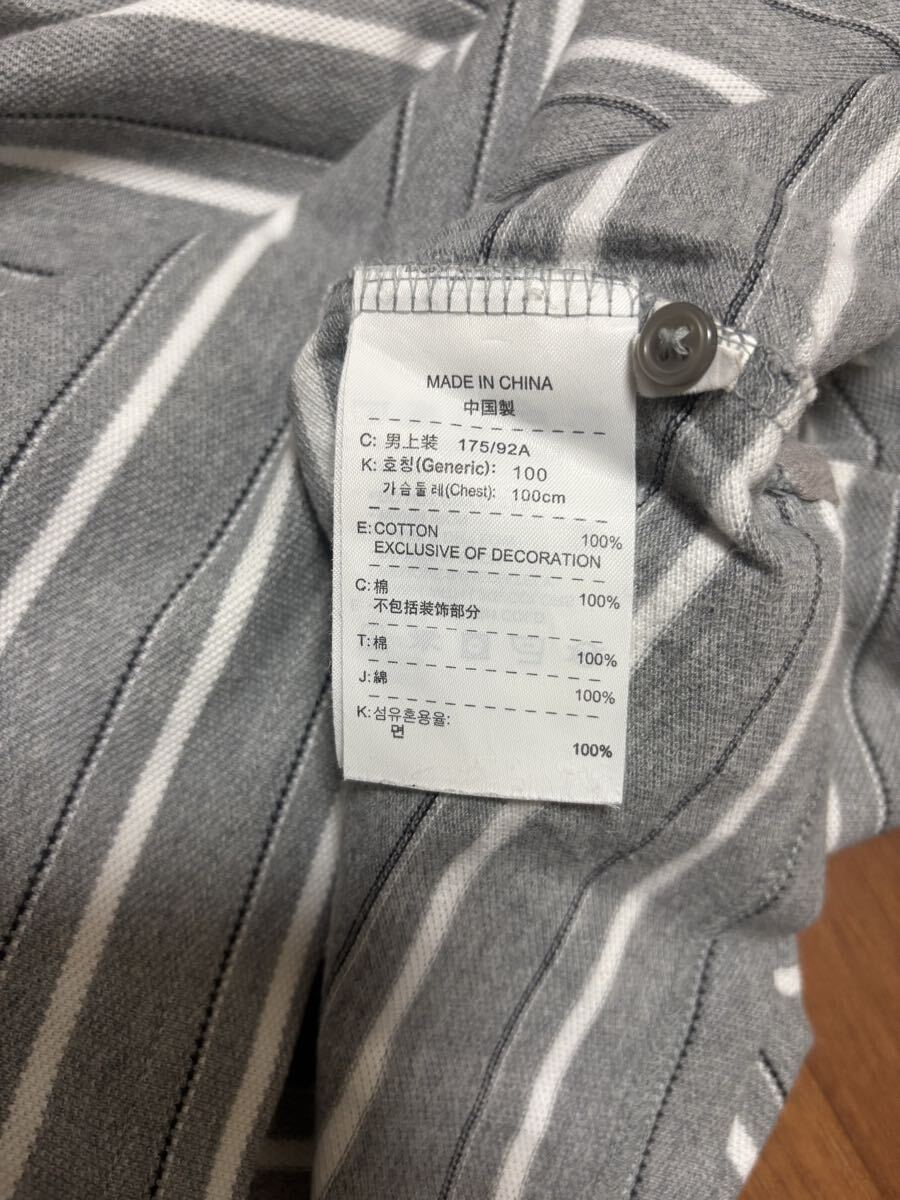 MADE IN CHINA
中国製
C: 男上装 175/92A
K: 호칭(Generic): 100
가슴둘레(Chest): 100cm
E: COTTON 100%
EXCLUSIVE OF DECORATION
C: 棉 100%
不包括装饰部分
T: 棉 100%
J: 綿 100%
K: 섬유혼용율:
면 100%